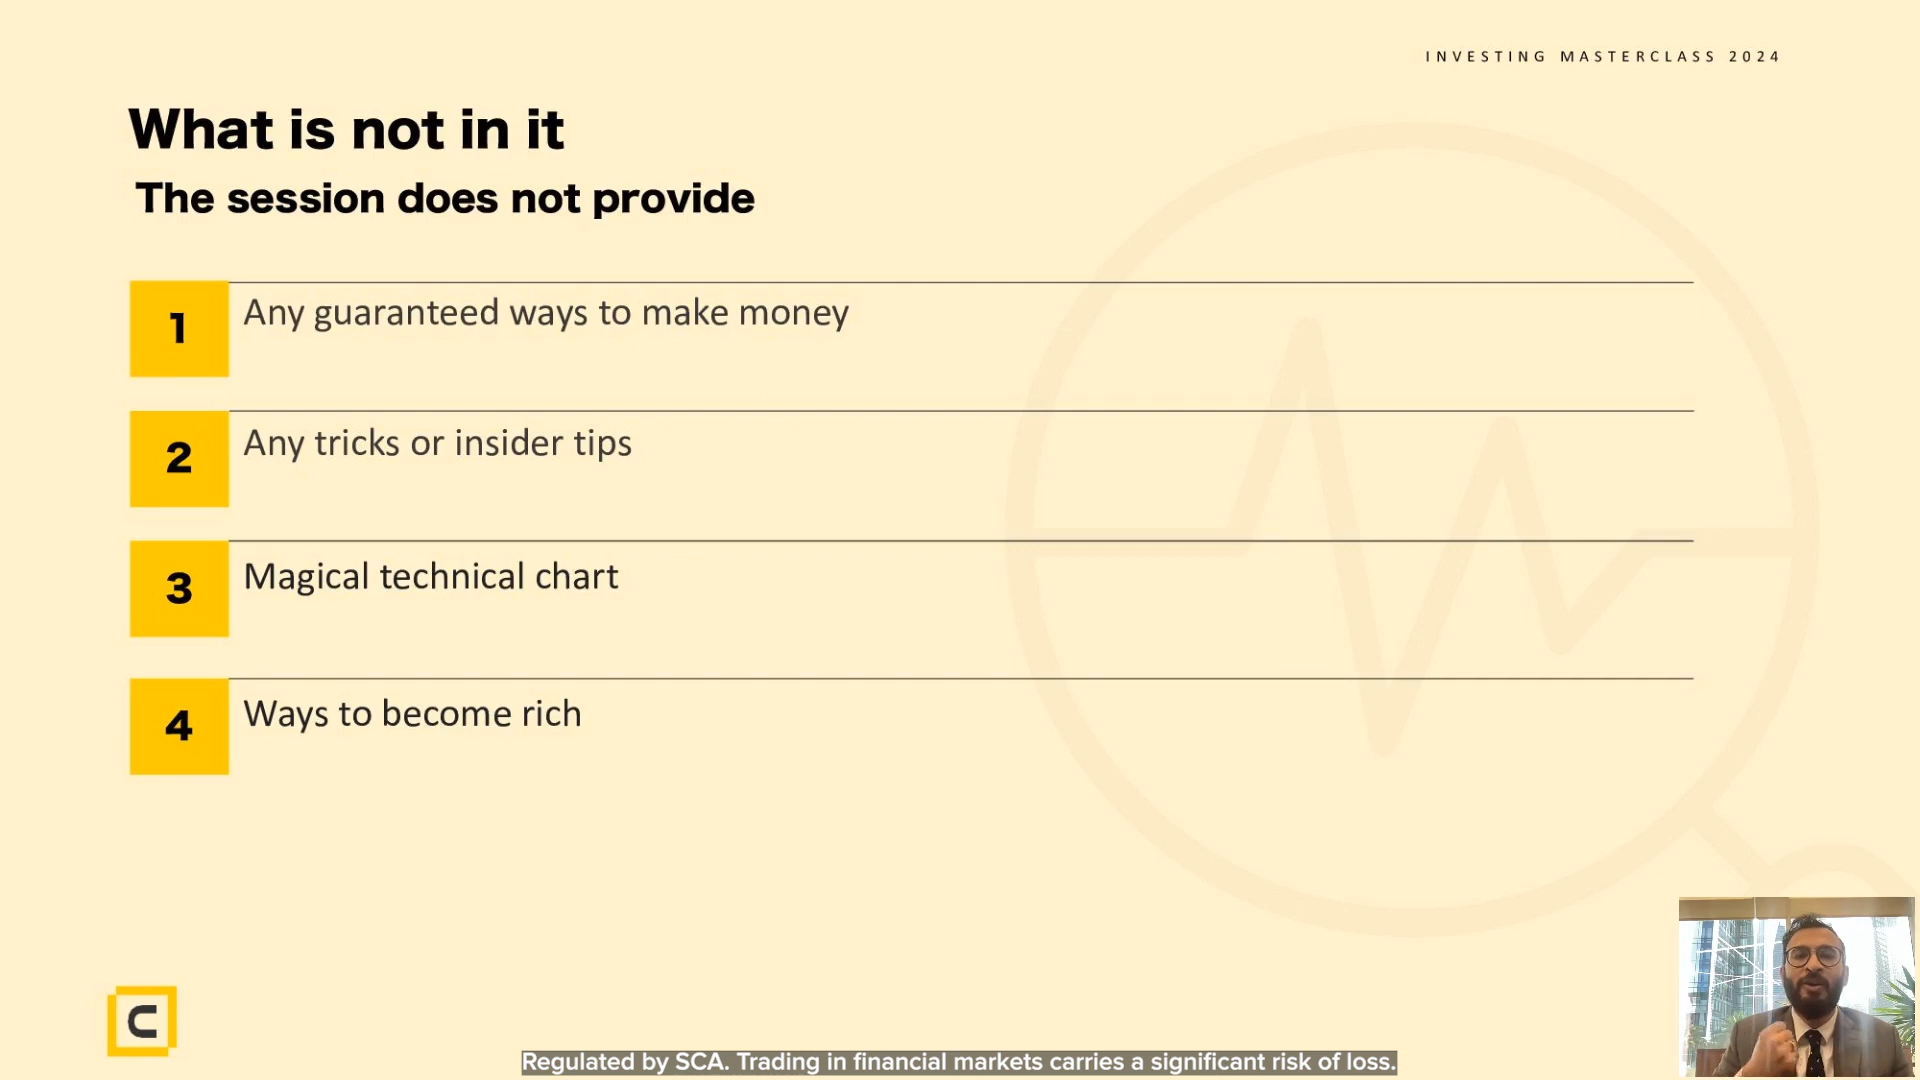 INVESTING MASTERCLASS 2024
What is not in it
The session does not provide
1
Any guaranteed ways to make money
2
Any tricks or insider tips
3
Magical technical chart
4
Ways to become rich
C
Regulated by SCA. Trading in financial markets carries a significant risk of loss.